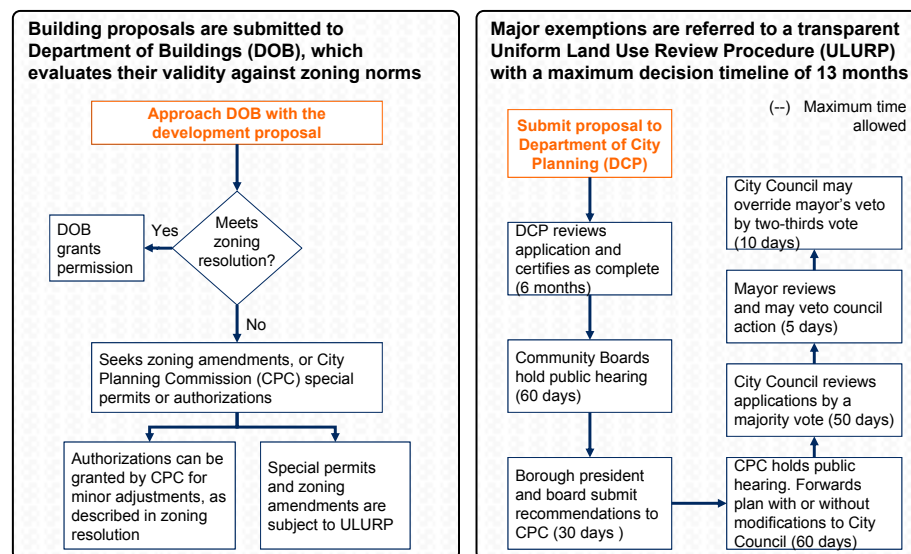 Building proposals are submitted to
Department of Buildings (DOB), which
evaluates their validity against zoning norms
Approach DOB with the
development proposal
Meets
zoning
resolution?
Yes
DOB
grants
permission
No
Seeks zoning amendments, or City
Planning Commission (CPC) special
permits or authorizations
Authorizations can be
granted by CPC for
minor adjustments, as
described in zoning
resolution
Special permits
and zoning
amendments are
subject to ULURP
Major exemptions are referred to a transparent
Uniform Land Use Review Procedure (ULURP)
with a maximum decision timeline of 13 months
(--) Maximum time
allowed
Submit proposal to
Department of City
Planning (DCP)
DCP reviews
application and
certifies as complete
(6 months)
Community Boards
hold public hearing
(60 days)
Borough president
and board submit
recommendations to
CPC (30 days )
CPC holds public
hearing. Forwards
plan with or without
modifications to City
Council (60 days)
City Council reviews
applications by a
majority vote (50 days)
Mayor reviews
and may veto council
action (5 days)
City Council may
override mayor's veto
by two-thirds vote
(10 days)